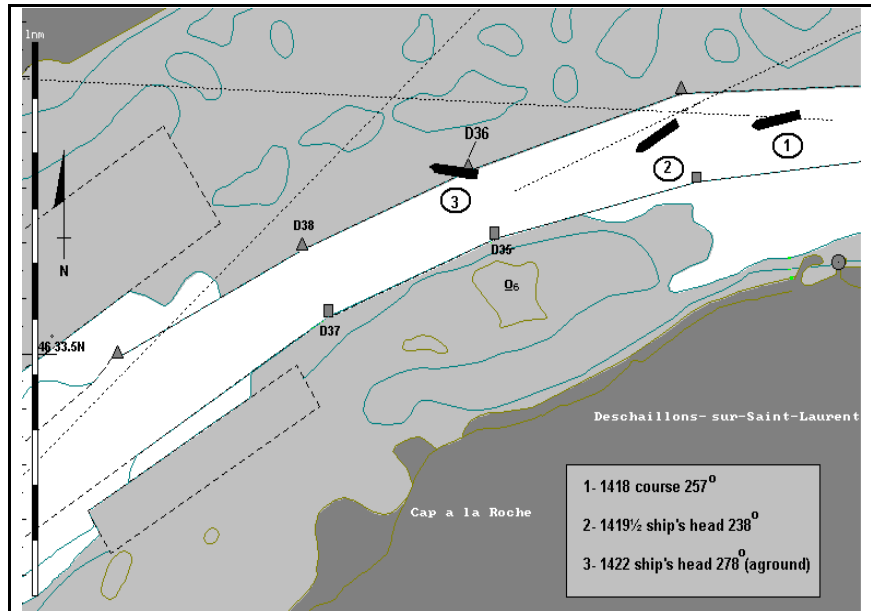 1nm
D36
1
2
3
N
D38
D35
O6
D37
46 33.5N
Deschaillons-sur-Saint-Laurent
Cap a la Roche
1- 1418 course 257°
2- 1419½ ship's head 238°
3- 1422 ship's head 278° (aground)